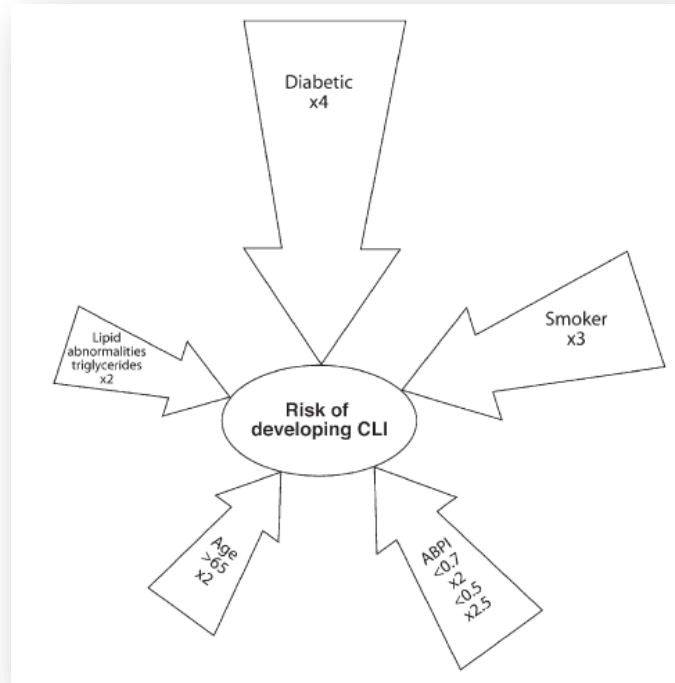 Diabetic
x4
Smoker
x3
Lipid
abnormalities
triglycerides
x2
Risk of
developing CLI
Age
>65
x2
ABPI
<0.7
x2
<0.5
x2.5